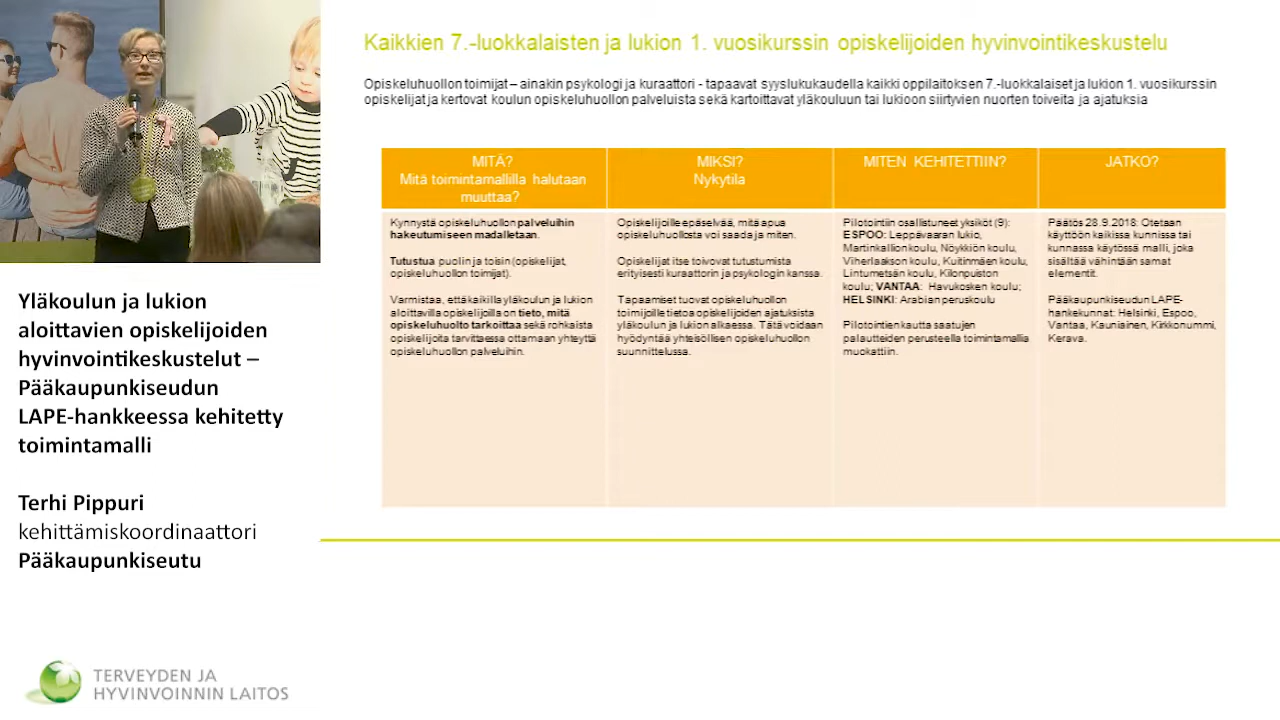 Kaikkien 7.-luokkalaisten ja lukion 1. vuosikurssin opiskelijoiden hyvinvointikeskustelu
Opiskeluhuollon toimijat – ainakin psykologi ja kuraattori - tapaavat syyslukukaudella kaikki oppilaitoksen 7.-luokkalaiset ja lukion 1. vuosikurssin
opiskelijat ja kertovat koulun opiskeluhuollon palveluista sekä kartoittavat yläkouluun tai lukioon siirtyvien nuorten toiveita ja ajatuksia
MITÄ?
Mitä toimintamallilla halutaan
muuttaa?
Kynnystä opiskeluhuollon palveluihin
hakeutumiseen madalletaan.
Tutustua puolin ja toisin (opiskelijat,
opiskeluhuollon toimijat).
Varmistaa, että kaikilla yläkoulun ja lukion
aloittavilla opiskelijoilla on tieto, mitä
opiskeluhuolto tarkoittaa sekä rohkaista
opiskelijoita tarvittaessa ottamaan yhteyttä
opiskeluhuollon palveluihin.
MIKSI?
Nykytila
Opiskelijoille epäselvää, mitä apua
opiskeluhuollosta voi saada ja miten.
Opiskelijat itse toivovat tutustumista
erityisesti kuraattorin ja psykologin kanssa.
Tapaamiset tuovat opiskeluhuollon
toimijoille tietoa opiskelijoiden ajatuksista
yläkoulun ja lukion alkaessa. Tätä voidaan
hyödyntää yhteisöllisen opiskeluhuollon
suunnittelussa.
MITEN KEHITETTIIN?
Pilotointiin osallistuneet yksiköt (9):
ESPOO: Leppävaaran lukio,
Martinkallion koulu, Nöykkiön koulu,
Viherlaakson koulu, Kuitinmäen koulu,
Lintumetsän koulu, Kilonpuiston
koulu; VANTAA: Havukosken koulu;
HELSINKI: Arabian peruskoulu
Pilotointien kautta saatujen
palautteiden perusteella toimintamallia
muokattiin.
JATKO?
Päätös 28.9.2018: Otetaan
käyttöön kaikissa kunnissa tai
kunnassa käytössä malli, joka
sisältää vähintään samat
elementit.
Pääkaupunkiseudun LAPE-
hankekunnat: Helsinki, Espoo,
Vantaa, Kauniainen, Kirkkonummi,
Kerava.
Yläkoulun ja lukion
aloittavien opiskelijoiden
hyvinvointikeskustelut –
Pääkaupunkiseudun
LAPE-hankkeessa kehitetty
toimintamalli
Terhi Pippuri
kehittämiskoordinaattori
Pääkaupunkiseutu
TERVEYDEN JA
HYVINVOINNIN LAITOS